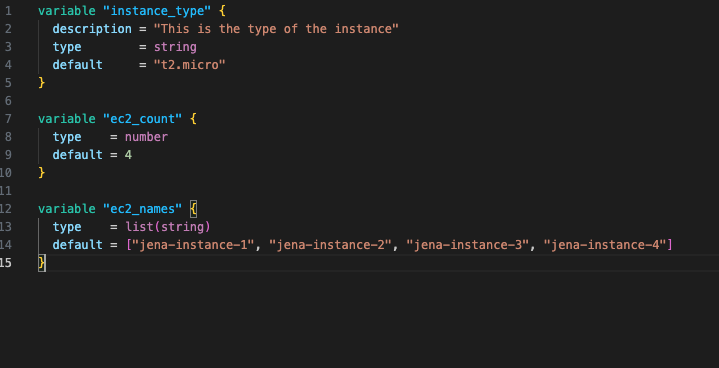 1 variable "instance_type" {
2   description = "This is the type of the instance"
3   type        = string
4   default     = "t2.micro"
5 }
6
7 variable "ec2_count" {
8   type    = number
9   default = 4
10 }
11
12 variable "ec2_names" {
13   type    = list(string)
14   default = ["jena-instance-1", "jena-instance-2", "jena-instance-3", "jena-instance-4"]
15 }